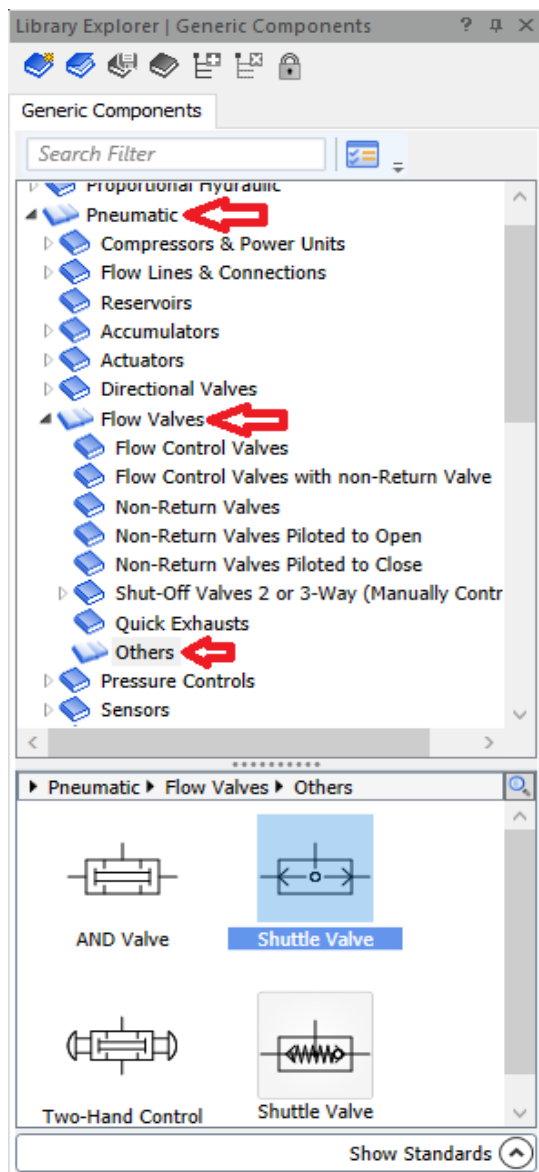 Library Explorer | Generic Components
Generic Components
Search Filter
Proportional Hydraulic
Pneumatic
Compressors & Power Units
Flow Lines & Connections
Reservoirs
Accumulators
Actuators
Directional Valves
Flow Valves
Flow Control Valves
Flow Control Valves with non-Return Valve
Non-Return Valves
Non-Return Valves Piloted to Open
Non-Return Valves Piloted to Close
Shut-Off Valves 2 or 3-Way (Manually Contr
Quick Exhausts
Others
Pressure Controls
Sensors
Pneumatic Flow Valves Others
AND Valve Shuttle Valve
Two-Hand Control Shuttle Valve
Show Standards